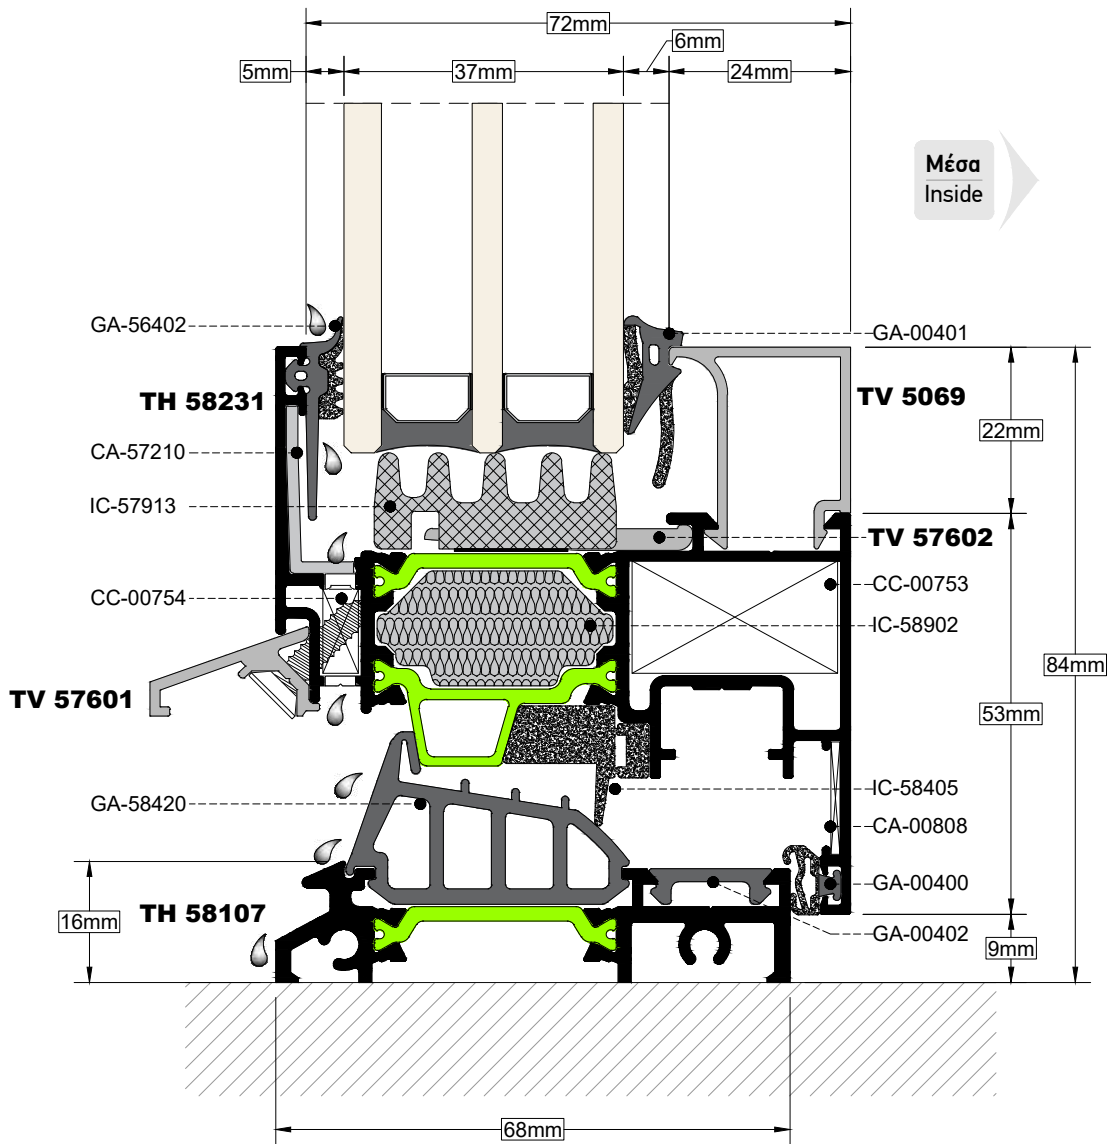 72mm
6mm
5mm
37mm
24mm
Μέσα
Inside
GA-56402
GA-00401
TH 58231
TV 5069
22mm
CA-57210
IC-57913
TV 57602
CC-00754
CC-00753
IC-58902
84mm
TV 57601
53mm
IC-58405
GA-58420
CA-00808
GA-00400
TH 58107
16mm
GA-00402
9mm
68mm